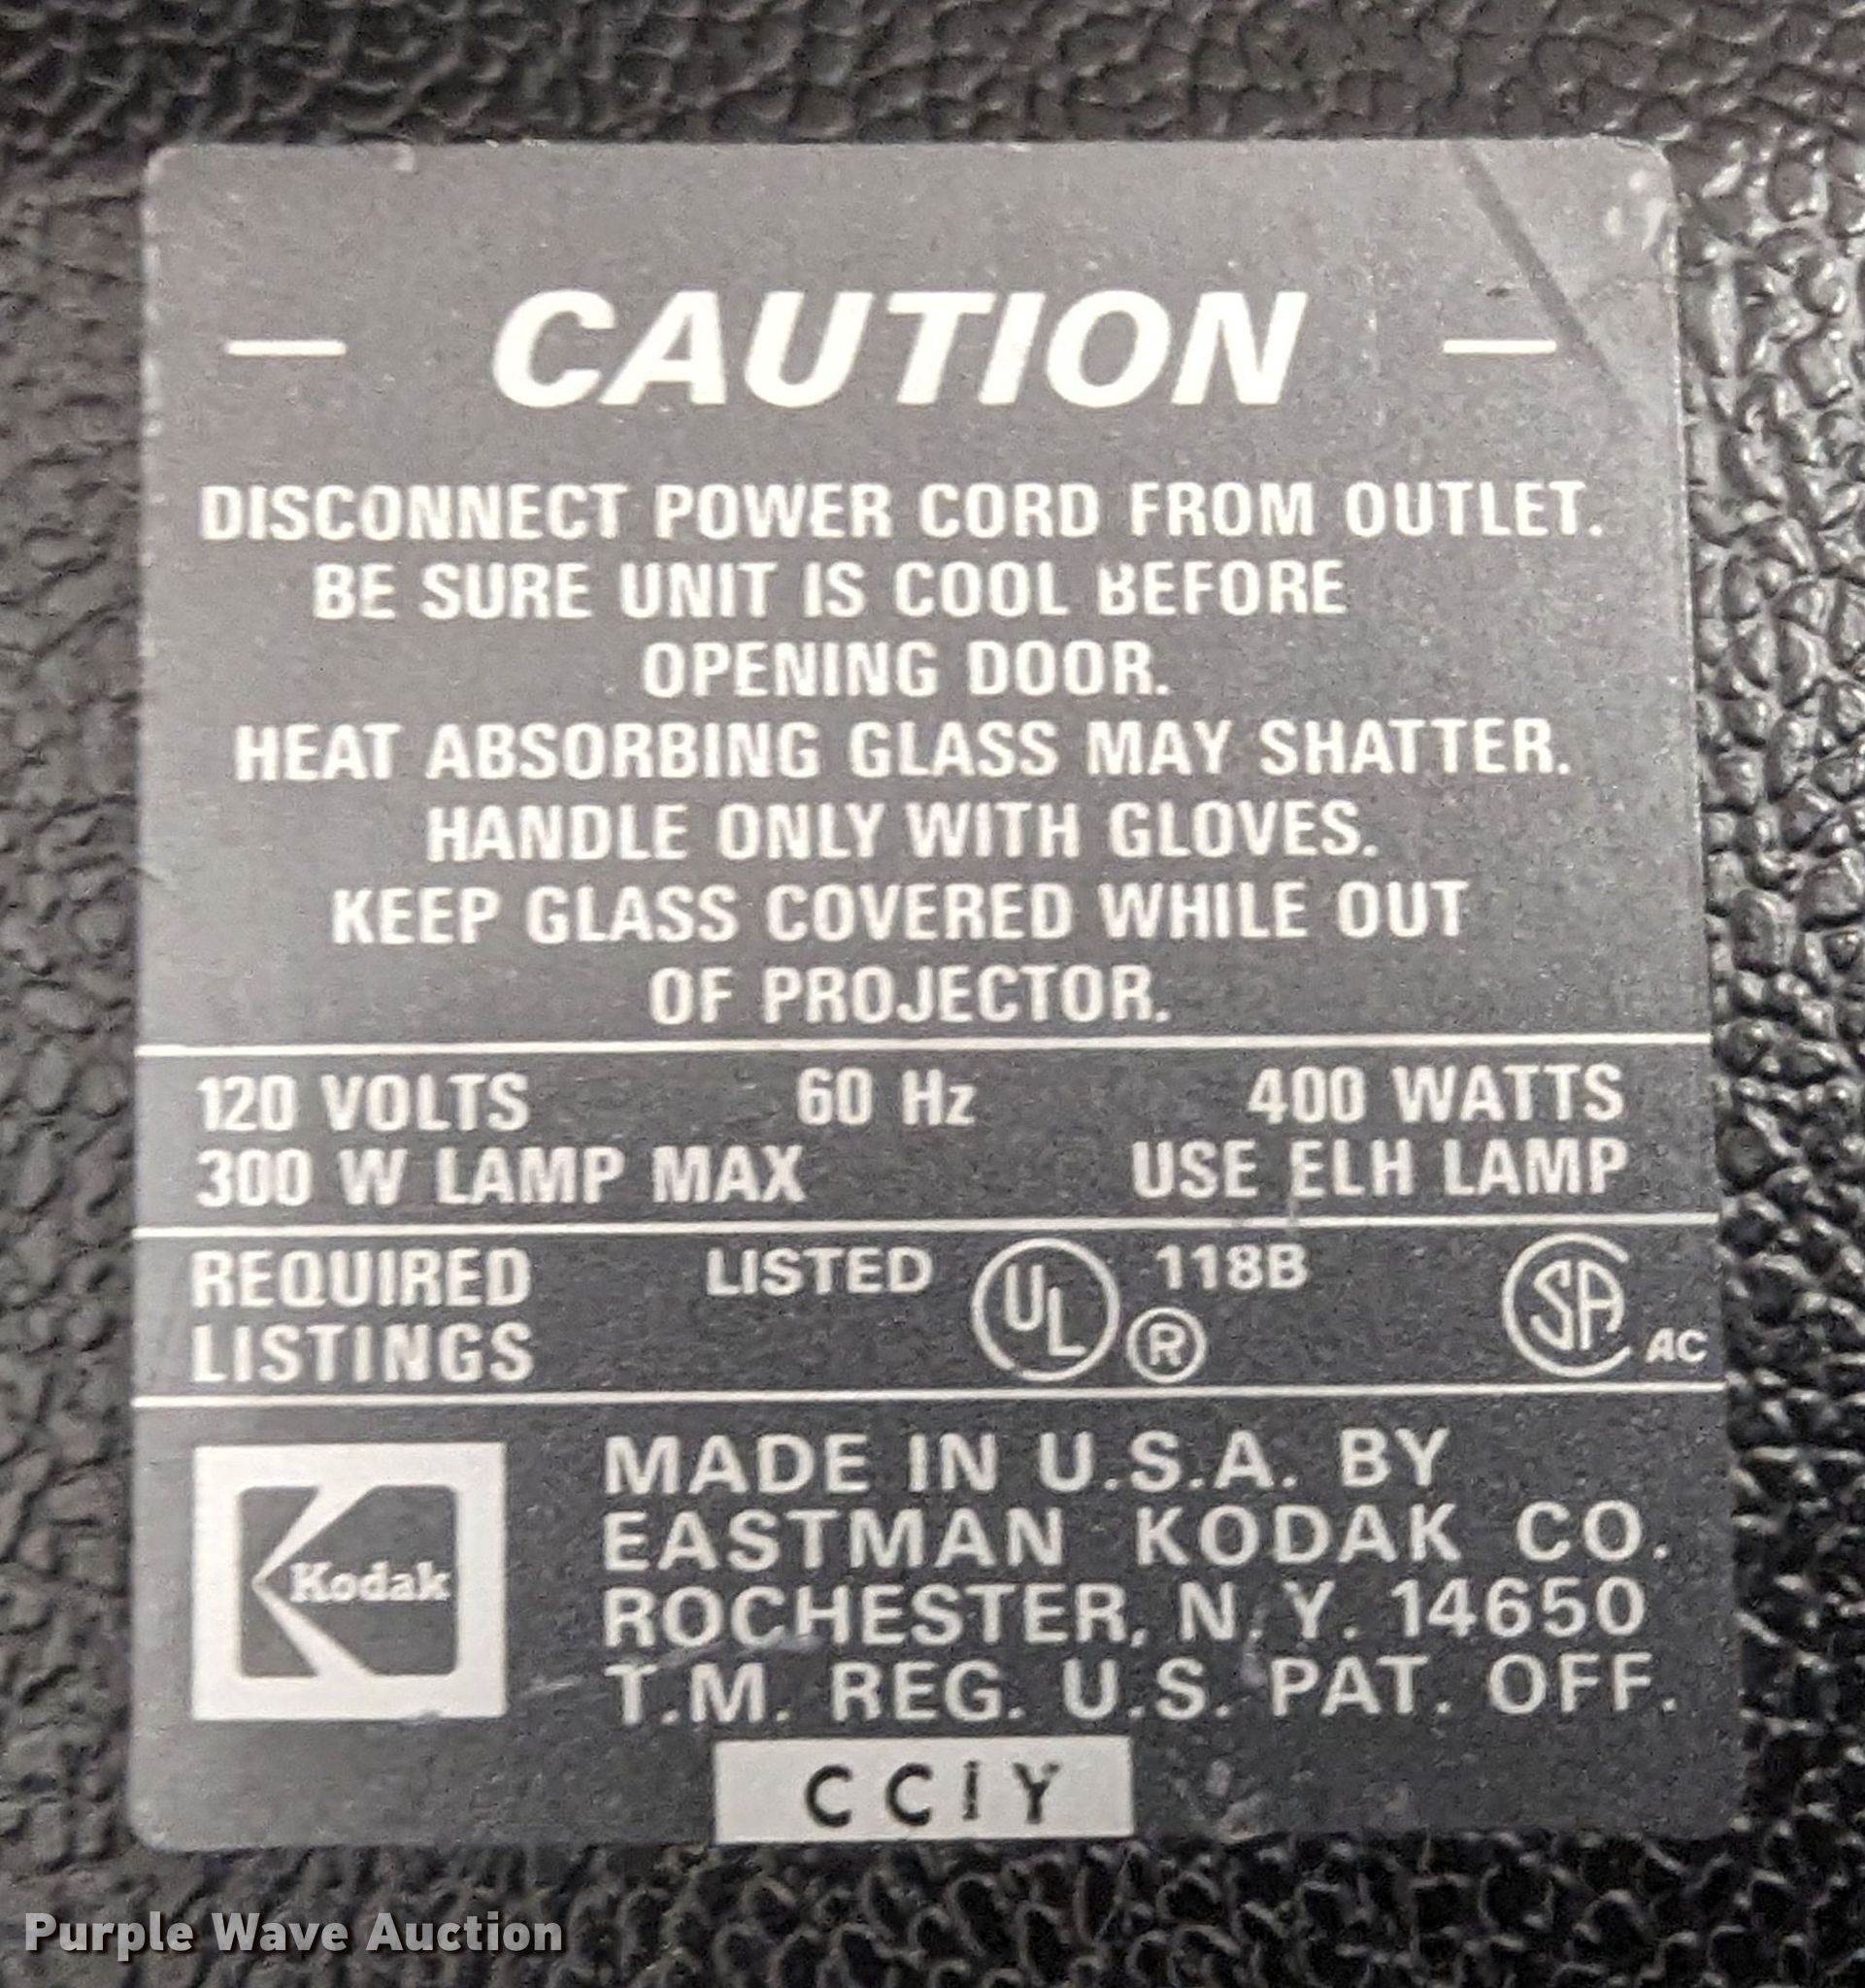 — CAUTION —
DISCONNECT POWER CORD FROM OUTLET.
BE SURE UNIT IS COOL BEFORE
OPENING DOOR.
HEAT ABSORBING GLASS MAY SHATTER.
HANDLE ONLY WITH GLOVES.
KEEP GLASS COVERED WHILE OUT
OF PROJECTOR.
120 VOLTS 60 Hz 400 WATTS
300 W LAMP MAX USE ELH LAMP
REQUIRED LISTED UL ® 118B SA AC
LISTINGS
Kodak
MADE IN U.S.A. BY
EASTMAN KODAK CO.
ROCHESTER, N.Y. 14650
T.M. REG. U.S. PAT. OFF.
CCIY
Purple Wave Auction